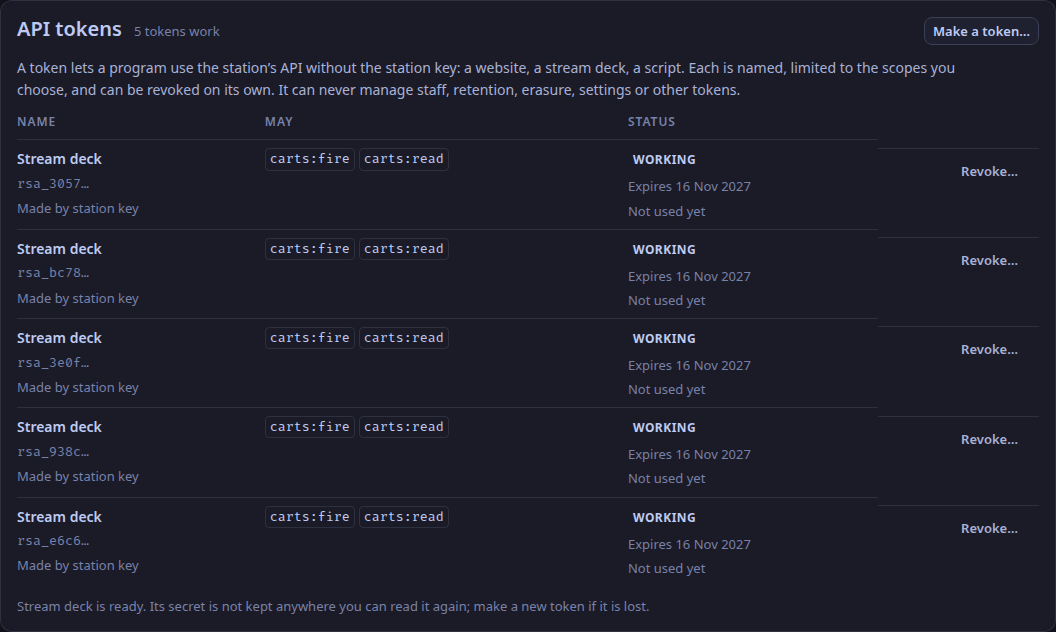 API tokens 5 tokens work Make a token...
A token lets a program use the station's API without the station key: a website, a stream deck, a script. Each is named, limited to the scopes you
choose, and can be revoked on its own. It can never manage staff, retention, erasure, settings or other tokens.
NAME MAY STATUS
Stream deck carts:fire carts:read WORKING
rsa_3057… Expires 16 Nov 2027 Revoke...
Made by station key Not used yet
Stream deck carts:fire carts:read WORKING
rsa_bc78… Expires 16 Nov 2027 Revoke...
Made by station key Not used yet
Stream deck carts:fire carts:read WORKING
rsa_3e0f… Expires 16 Nov 2027 Revoke...
Made by station key Not used yet
Stream deck carts:fire carts:read WORKING
rsa_938c… Expires 16 Nov 2027 Revoke...
Made by station key Not used yet
Stream deck carts:fire carts:read WORKING
rsa_e6c6… Expires 16 Nov 2027 Revoke...
Made by station key Not used yet
Stream deck is ready. Its secret is not kept anywhere you can read it again; make a new token if it is lost.